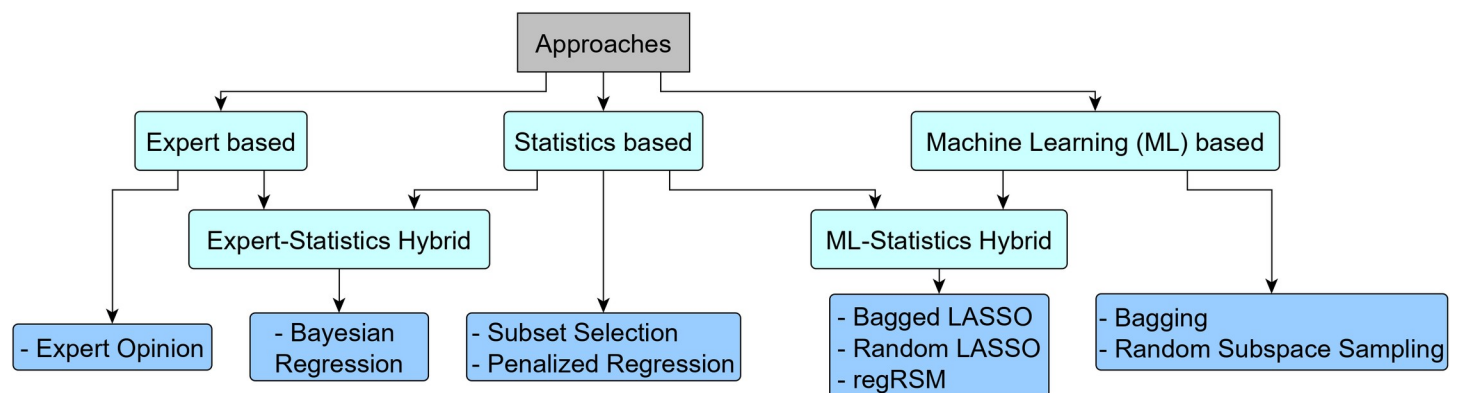 Approaches
Expert based
Statistics based
Machine Learning (ML) based
Expert-Statistics Hybrid
ML-Statistics Hybrid
- Expert Opinion
- Bayesian
Regression
- Subset Selection
- Penalized Regression
- Bagged LASSO
- Random LASSO
- regRSM
- Bagging
- Random Subspace Sampling